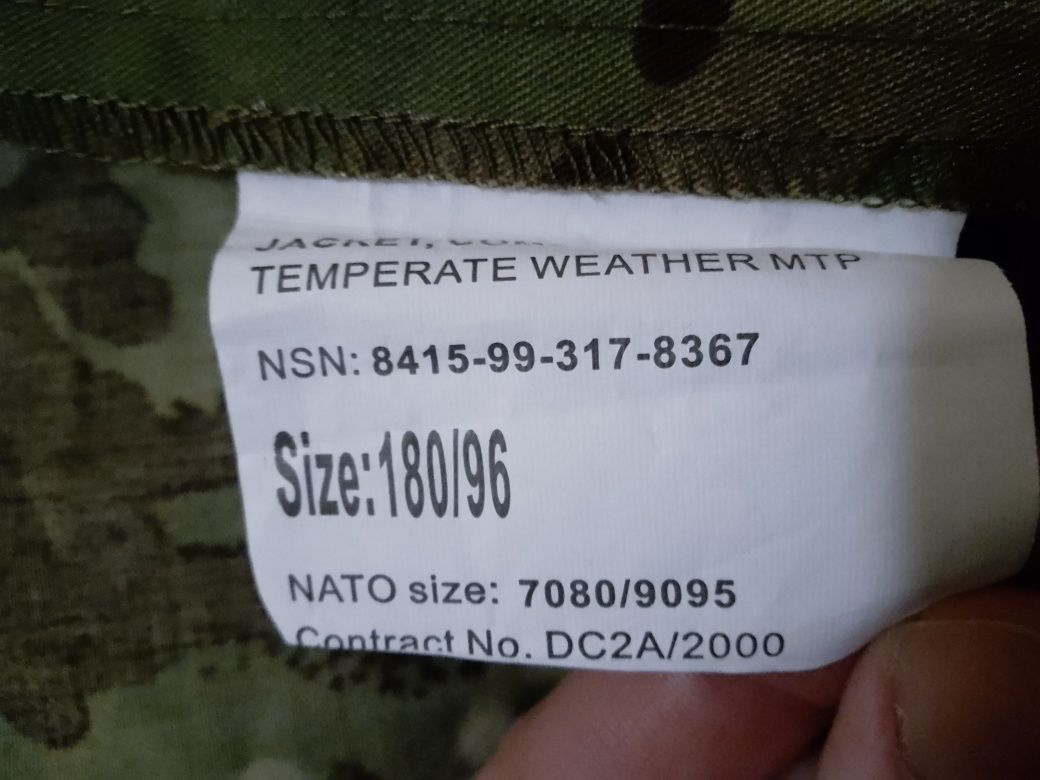 JACKET,
TEMPERATE WEATHER MTP
NSN: 8415-99-317-8367
Size:180/96
NATO size: 7080/9095
Contract No. DC2A/2000